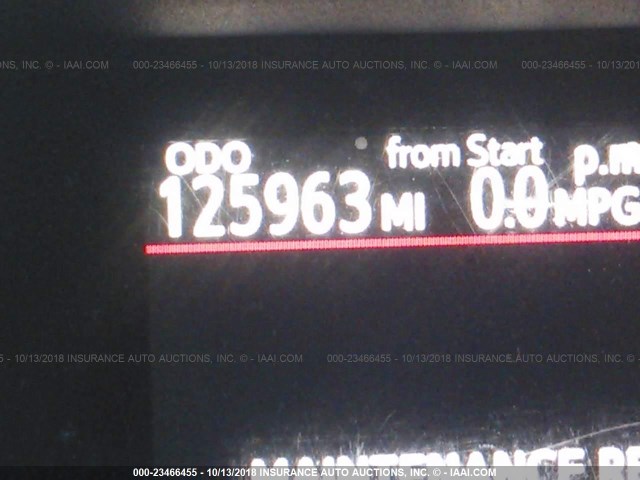 NS, INC. © - IAAI.COM 000-23466455 - 10/13/2018 INSURANCE AUTO AUCTIONS, INC. © - IAAI.COM 000-23466455 - 10/13/2018
ODO from Start p.m
125963 MI 0.0 MPG
5 - 10/13/2018 INSURANCE AUTO AUCTIONS, INC. © - IAAI.COM 000-23466455 - 10/13/2018 INSURANCE AUTO AUCTIONS, INC. © - IAAI.COM
MAINTENANCE RE
000-23466455 - 10/13/2018 INSURANCE AUTO AUCTIONS, INC. © - IAAI.COM